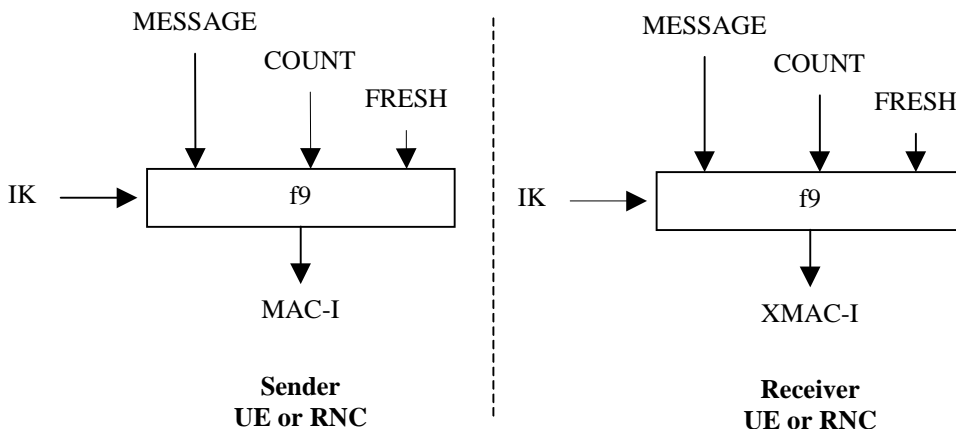 MESSAGE
COUNT
FRESH
IK
f9
MAC-I
Sender
UE or RNC
MESSAGE
COUNT
FRESH
IK
f9
XMAC-I
Receiver
UE or RNC